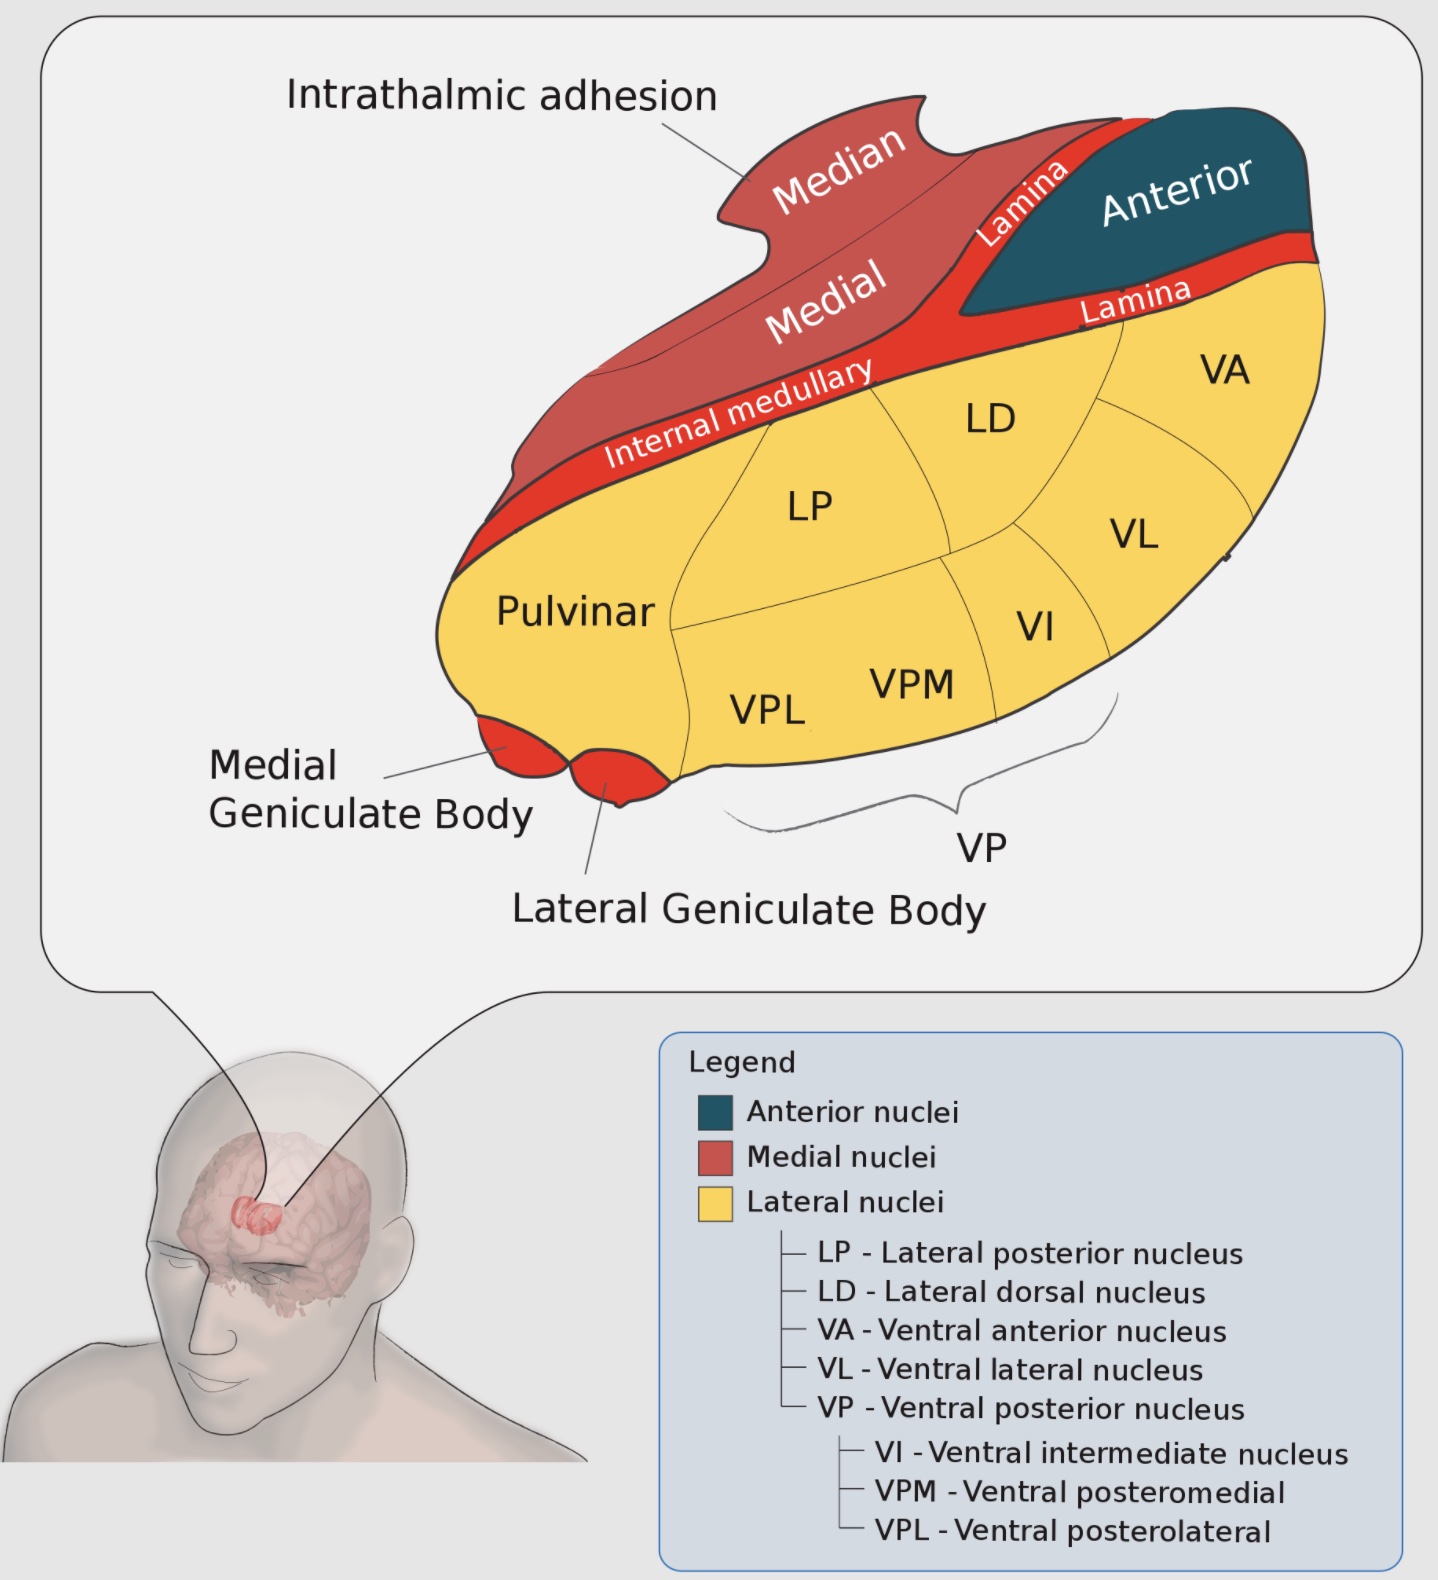 Intrathalmic adhesion
Median
Anterior
Lamina
Medial
Lamina
Internal medullary
VA
LD
LP
VL
Pulvinar
VI
VPM
VPL
Medial
Geniculate Body
VP
Lateral Geniculate Body
Legend
Anterior nuclei
Medial nuclei
Lateral nuclei
LP - Lateral posterior nucleus
LD - Lateral dorsal nucleus
VA - Ventral anterior nucleus
VL - Ventral lateral nucleus
VP - Ventral posterior nucleus
VI - Ventral intermediate nucleus
VPM - Ventral posteromedial
VPL - Ventral posterolateral